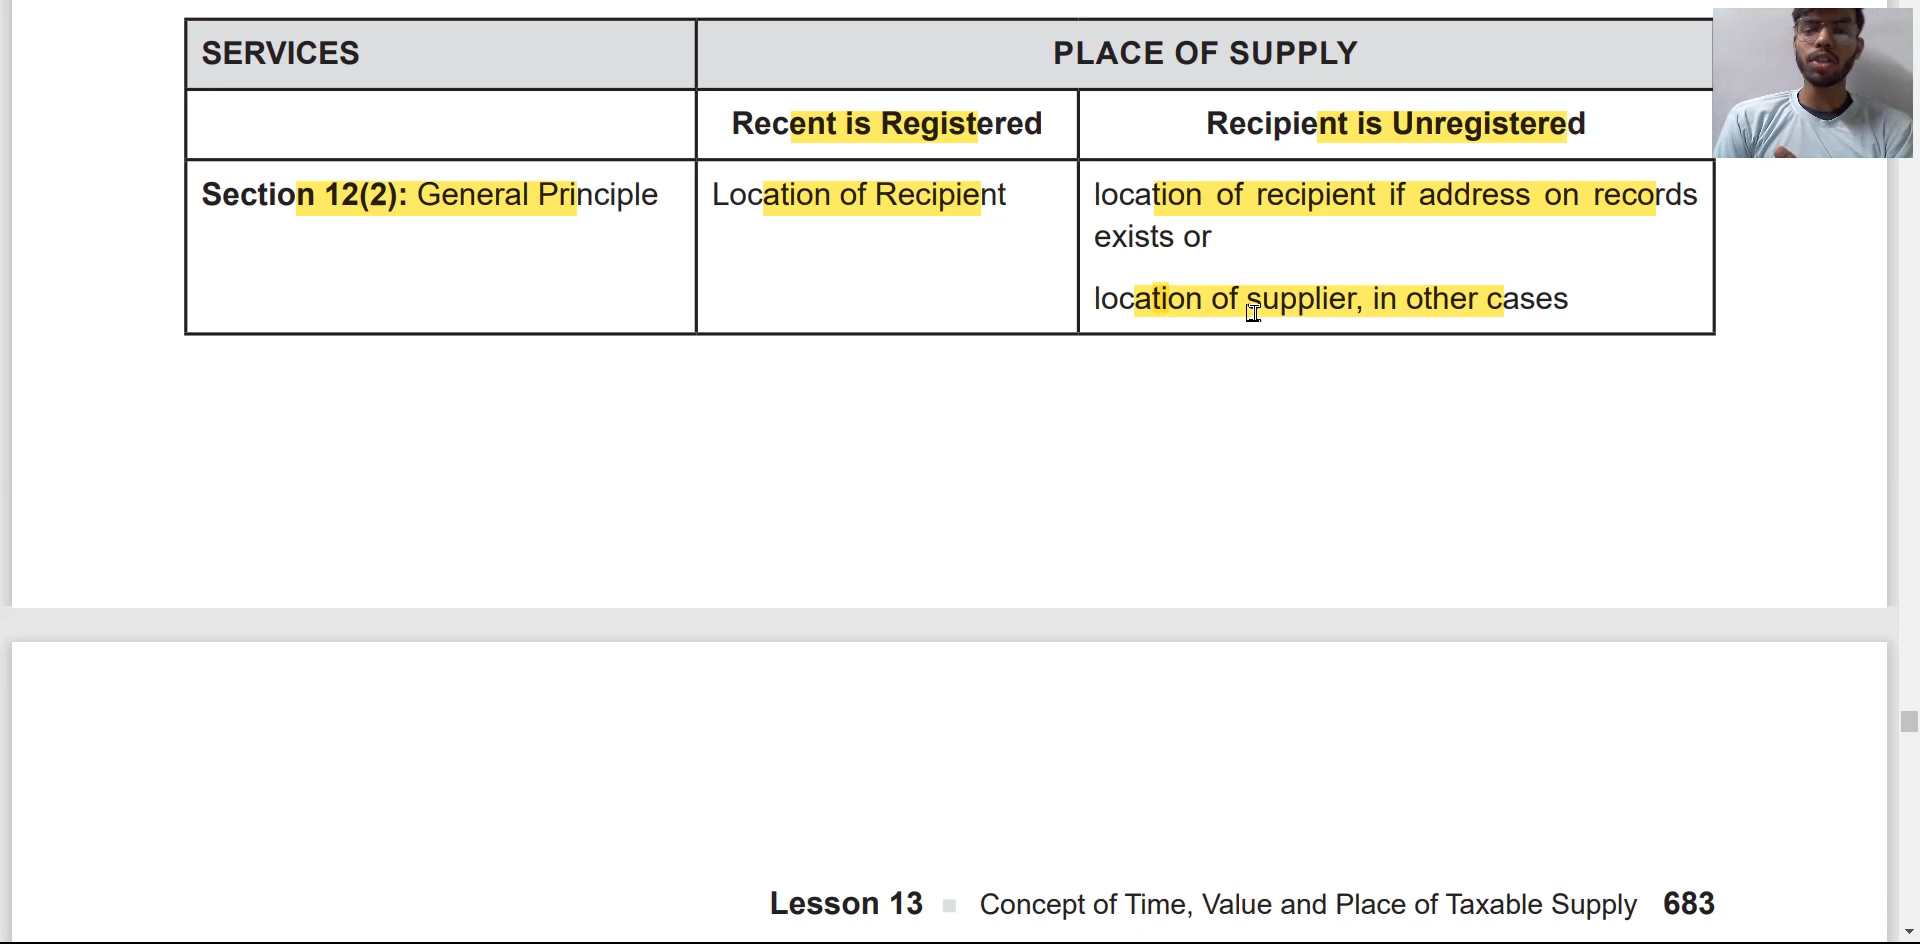 SERVICES
PLACE OF SUPPLY
Recent is Registered
Recipient is Unregistered
Section 12(2): General Principle
Location of Recipient
location of recipient if address on records
exists or
location of supplier, in other cases
Lesson 13 ■ Concept of Time, Value and Place of Taxable Supply 683